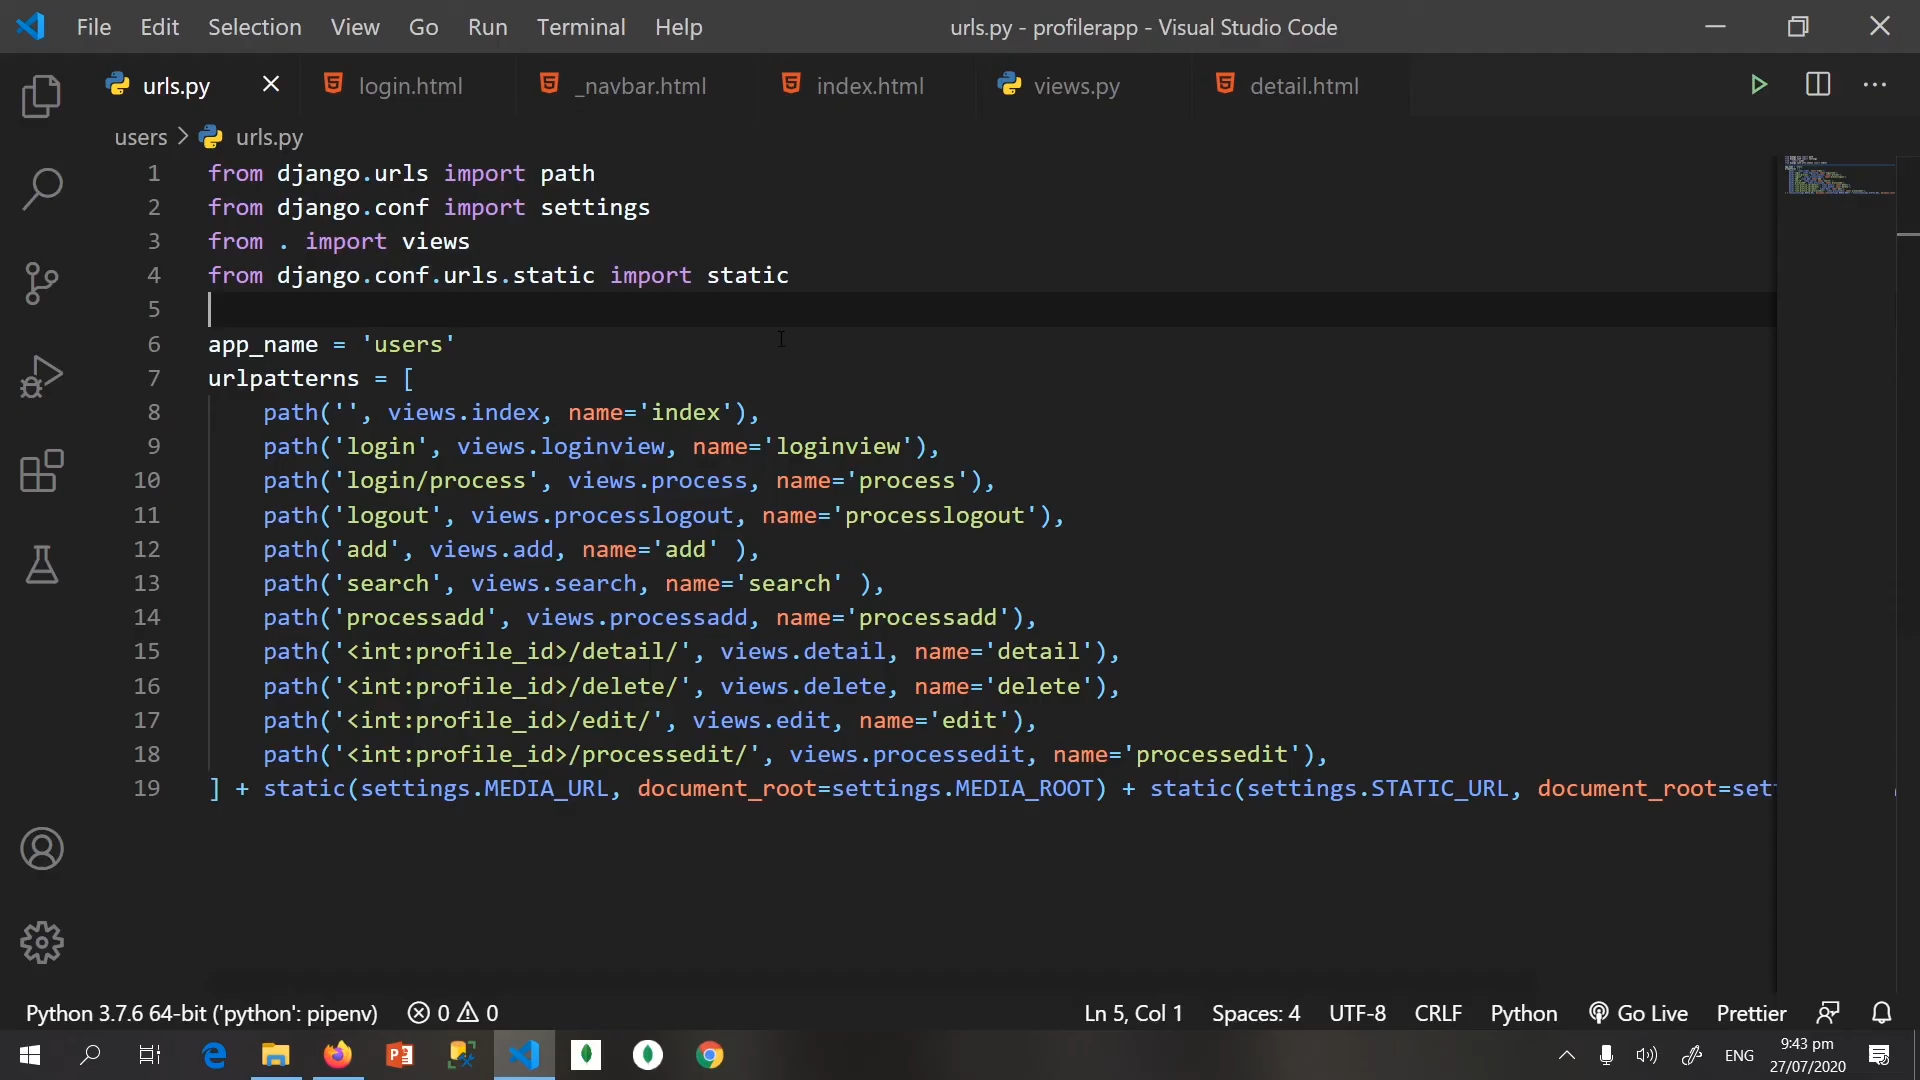 File Edit Selection View Go Run Terminal Help urls.py - profilerapp - Visual Studio Code
urls.py login.html _navbar.html index.html views.py detail.html
users > urls.py
1 from django.urls import path
2 from django.conf import settings
3 from . import views
4 from django.conf.urls.static import static
5
6 app_name = 'users'
7 urlpatterns = [
8 path('', views.index, name='index'),
9 path('login', views.loginview, name='loginview'),
10 path('login/process', views.process, name='process'),
11 path('logout', views.processlogout, name='processlogout'),
12 path('add', views.add, name='add' ),
13 path('search', views.search, name='search' ),
14 path('processadd', views.processadd, name='processadd'),
15 path('<int:profile_id>/detail/', views.detail, name='detail'),
16 path('<int:profile_id>/delete/', views.delete, name='delete'),
17 path('<int:profile_id>/edit/', views.edit, name='edit'),
18 path('<int:profile_id>/processedit/', views.processedit, name='processedit'),
19 ] + static(settings.MEDIA_URL, document_root=settings.MEDIA_ROOT) + static(settings.STATIC_URL, document_root=set
Python 3.7.6 64-bit ('python': pipenv) 0 0 Ln 5, Col 1 Spaces: 4 UTF-8 CRLF Python Go Live Prettier
ENG 9:43 pm
27/07/2020